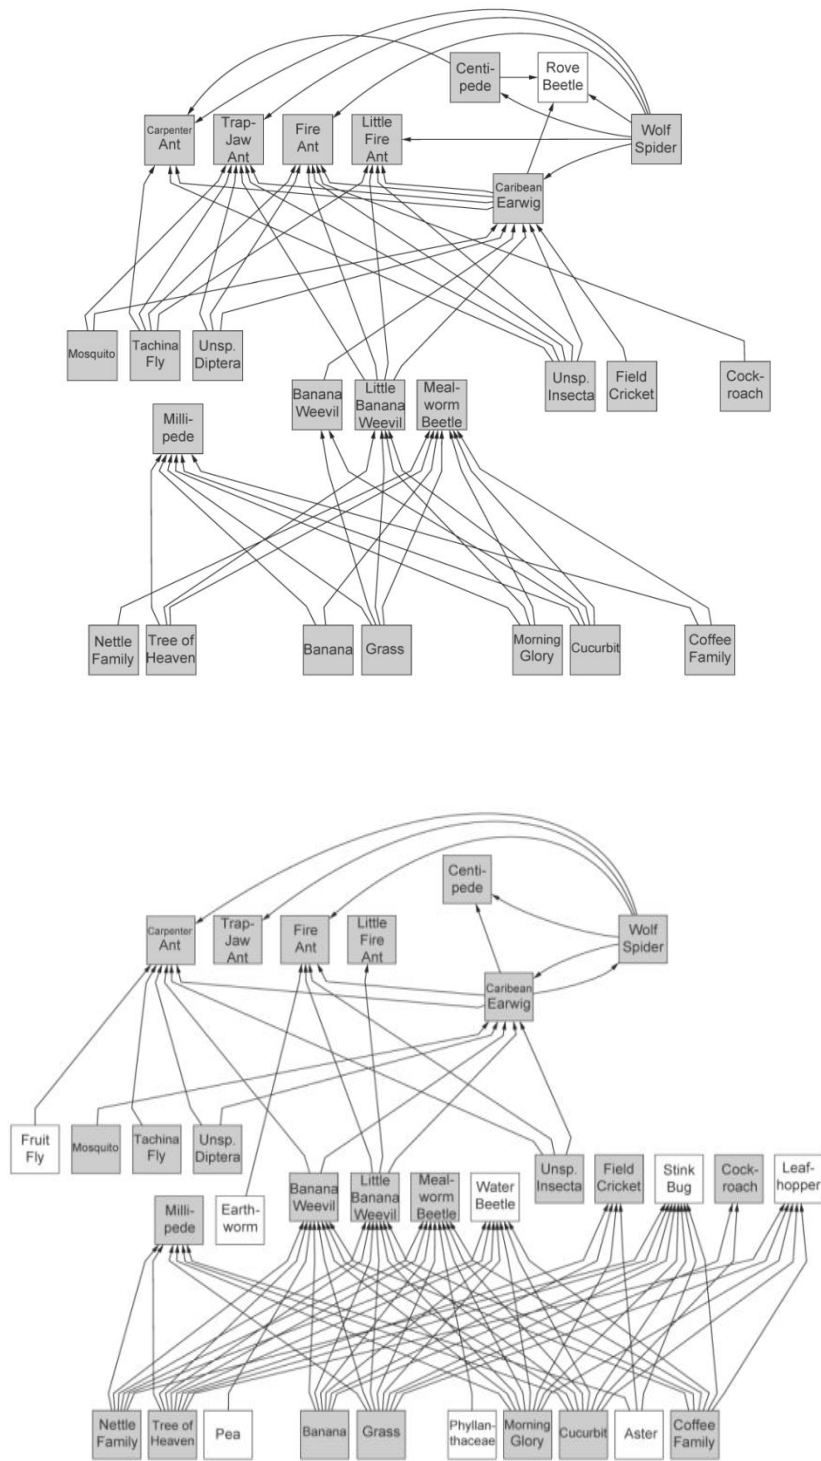 Centi-
pede
Rove
Beetle
Carpenter
Ant
Trap-
Jaw
Ant
Fire
Ant
Little
Fire
Ant
Wolf
Spider
Caribean
Earwig
Mosquito
Tachina
Fly
Unsp.
Diptera
Banana
Weevil
Little
Banana
Weevil
Meal-
worm
Beetle
Unsp.
Insecta
Field
Cricket
Cock-
roach
Milli-
pede
Nettle
Family
Tree of
Heaven
Banana
Grass
Morning
Glory
Cucurbit
Coffee
Family
Centi-
pede
Carpenter
Ant
Trap-
Jaw
Ant
Fire
Ant
Little
Fire
Ant
Wolf
Spider
Caribean
Earwig
Fruit
Fly
Mosquito
Tachina
Fly
Unsp.
Diptera
Milli-
pede
Earth-
worm
Banana
Weevil
Little
Banana
Weevil
Meal-
worm
Beetle
Water
Beetle
Unsp.
Insecta
Field
Cricket
Stink
Bug
Cock-
roach
Leaf-
hopper
Nettle
Family
Tree of
Heaven
Pea
Banana
Grass
Phyllan-
thaceae
Morning
Glory
Cucurbit
Aster
Coffee
Family